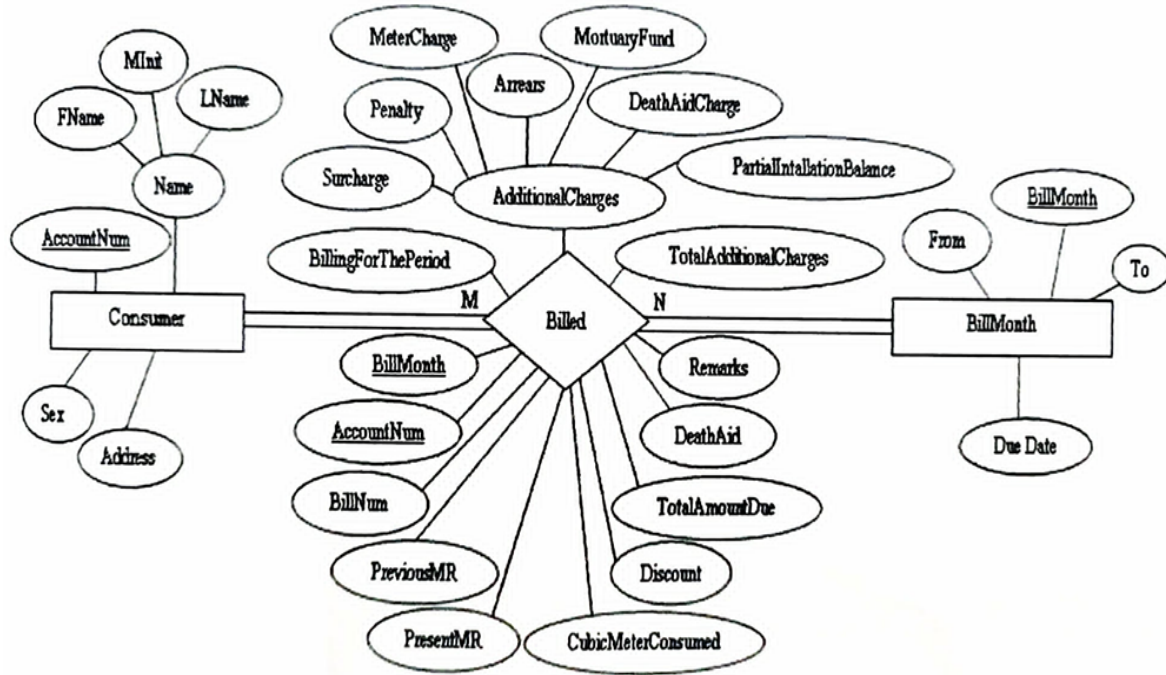 MeterCharge
MortuaryFund
MInit
Arrears
LName
FName
Penalty
DeathAidCharge
Name
Surcharge
AdditionalCharges
PartialIntallationBalance
BillMonth
AccountNum
From
BillingForThePeriod
TotalAdditionalCharges
To
M
N
Consumer
Billed
BillMonth
BillMonth
Remarks
Sex
AccountNum
DeathAid
Address
Due Date
BillNum
TotalAmountDue
PreviousMR
Discount
PresentMR
CubicMeterConsumed